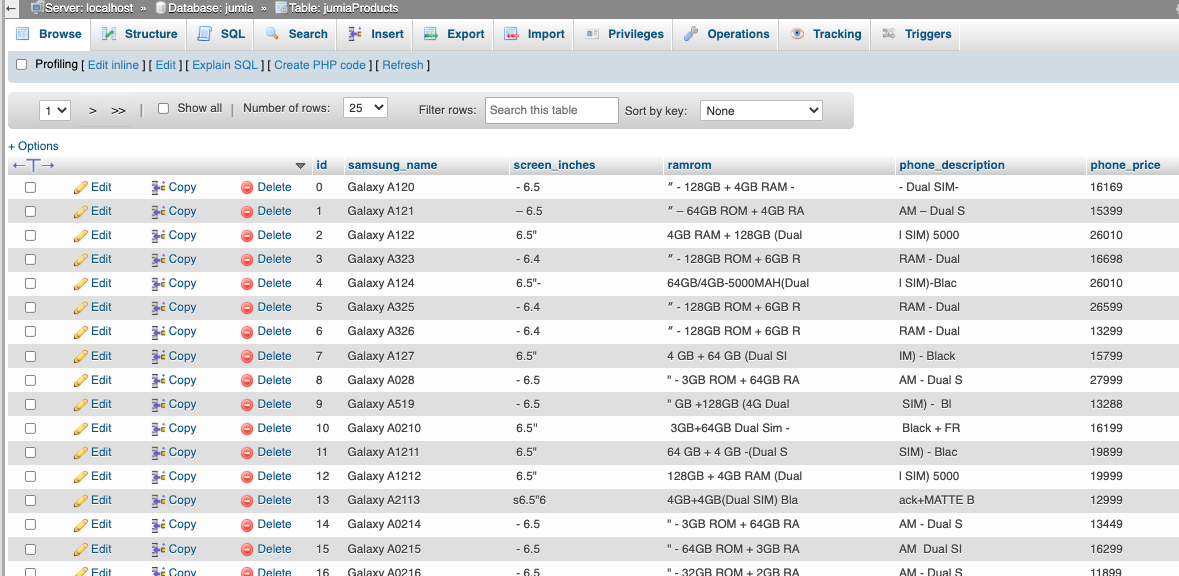 Server: localhost » Database: jumia » Table: jumiaProducts
Browse Structure SQL Search Insert Export Import Privileges Operations Tracking Triggers
Profiling [ Edit inline ] [ Edit ] [ Explain SQL ] [ Create PHP code ] [ Refresh ]
1 > >> | Show all | Number of rows: 25 Filter rows: Search this table Sort by key: None
+ Options
←T→ id samsung_name screen_inches ramrom phone_description phone_price
Edit Copy Delete 0 Galaxy A120 - 6.5 ″ - 128GB + 4GB RAM - - Dual SIM- 16169
Edit Copy Delete 1 Galaxy A121 – 6.5 ″ – 64GB ROM + 4GB RA AM – Dual S 15399
Edit Copy Delete 2 Galaxy A122 6.5" 4GB RAM + 128GB (Dual l SIM) 5000 26010
Edit Copy Delete 3 Galaxy A323 - 6.4 ″ - 128GB ROM + 6GB R RAM - Dual 16698
Edit Copy Delete 4 Galaxy A124 6.5"- 64GB/4GB-5000MAH(Dual l SIM)-Blac 26010
Edit Copy Delete 5 Galaxy A325 - 6.4 ″ - 128GB ROM + 6GB R RAM - Dual 26599
Edit Copy Delete 6 Galaxy A326 - 6.4 ″ - 128GB ROM + 6GB R RAM - Dual 13299
Edit Copy Delete 7 Galaxy A127 6.5" 4 GB + 64 GB (Dual SI IM) - Black 15799
Edit Copy Delete 8 Galaxy A028 - 6.5 " - 3GB ROM + 64GB RA AM - Dual S 27999
Edit Copy Delete 9 Galaxy A519 - 6.5 " GB +128GB (4G Dual SIM) - Bl 13288
Edit Copy Delete 10 Galaxy A0210 6.5" 3GB+64GB Dual Sim - Black + FR 16199
Edit Copy Delete 11 Galaxy A1211 6.5" 64 GB + 4 GB -(Dual S SIM) - Blac 19899
Edit Copy Delete 12 Galaxy A1212 6.5" 128GB + 4GB RAM (Dual l SIM) 5000 19999
Edit Copy Delete 13 Galaxy A2113 s6.5"6 4GB+4GB(Dual SIM) Bla ack+MATTE B 12999
Edit Copy Delete 14 Galaxy A0214 - 6.5 " - 3GB ROM + 64GB RA AM - Dual S 13449
Edit Copy Delete 15 Galaxy A0215 - 6.5 " - 64GB ROM + 3GB RA AM Dual SI 16299
Edit Copy Delete 16 Galaxy A0216 - 6.5 " - 32GB ROM + 2GB RA AM - Dual S 11899